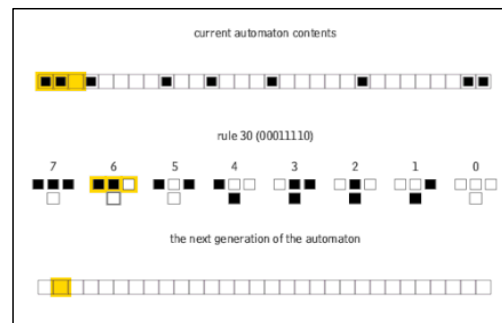 current automaton contents
rule 30 (00011110)
7 6 5 4 3 2 1 0
the next generation of the automaton